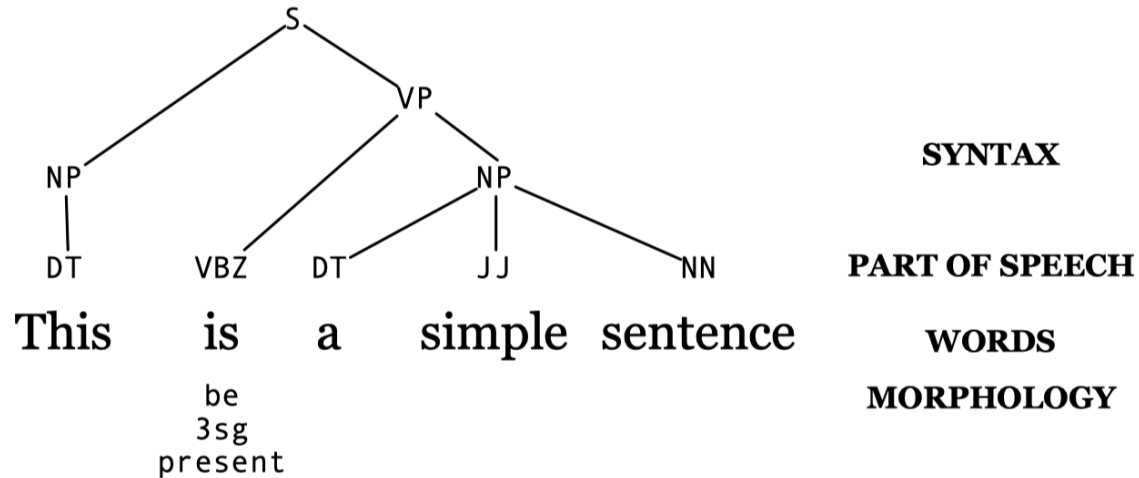 S
VP
NP NP SYNTAX
DT VBZ DT JJ NN PART OF SPEECH
This is a simple sentence WORDS
be MORPHOLOGY
3sg
present